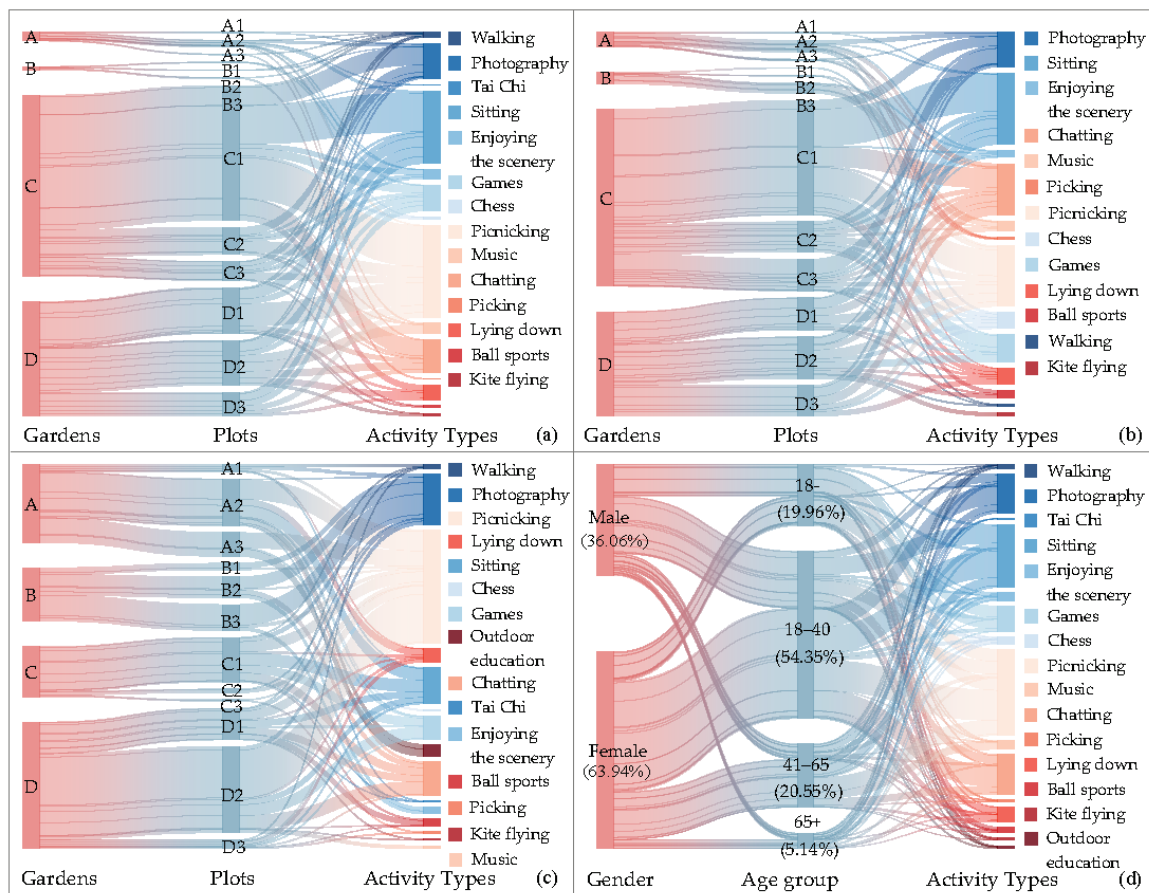 A
B
C
D
A1
A2
A3
B1
B2
B3
C1
C2
C3
D1
D2
D3
Walking
Photography
Tai Chi
Sitting
Enjoying
the scenery
Games
Chess
Picnicking
Music
Chatting
Picking
Lying down
Ball sports
Kite flying
Gardens
Plots
Activity Types
(a)
A
B
C
D
A1
A2
A3
B1
B2
B3
C1
C2
C3
D1
D2
D3
Photography
Sitting
Enjoying
the scenery
Chatting
Music
Picking
Picnicking
Chess
Games
Lying down
Ball sports
Walking
Kite flying
Gardens
Plots
Activity Types
(b)
A
B
C
D
A1
A2
A3
B1
B2
B3
C1
C2
C3
D1
D2
D3
Walking
Photography
Picnicking
Lying down
Sitting
Chess
Games
Outdoor
education
Chatting
Tai Chi
Enjoying
the scenery
Ball sports
Picking
Kite flying
Music
Gardens
Plots
Activity Types
(c)
Male
(36.06%)
Female
(63.94%)
18-
(19.96%)
18–40
(54.35%)
41–65
(20.55%)
65+
(5.14%)
Walking
Photography
Tai Chi
Sitting
Enjoying
the scenery
Games
Chess
Picnicking
Music
Chatting
Picking
Lying down
Ball sports
Kite flying
Outdoor
education
Gender
Age group
Activity Types
(d)